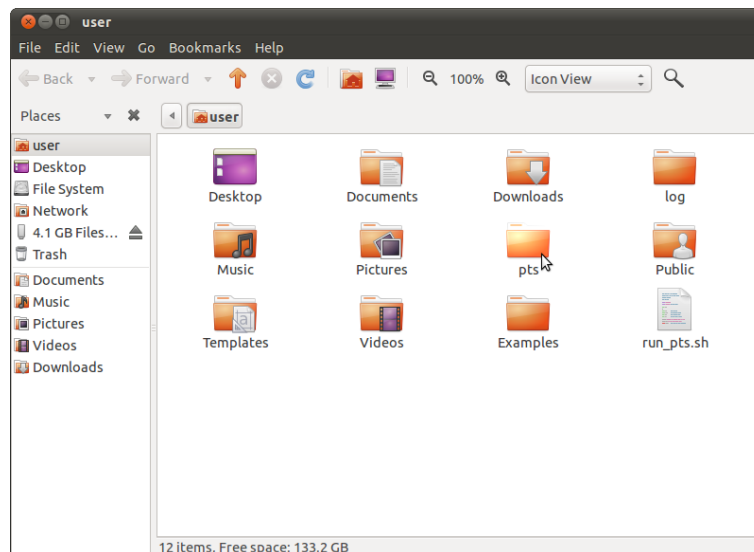 user
File Edit View Go Bookmarks Help
Back Forward 100% Icon View
Places user
user
Desktop
File System
Network
4.1 GB Files...
Trash
Documents
Music
Pictures
Videos
Downloads
Desktop Documents Downloads log
Music Pictures pts Public
Templates Videos Examples run_pts.sh
12 items, Free space: 133.2 GB